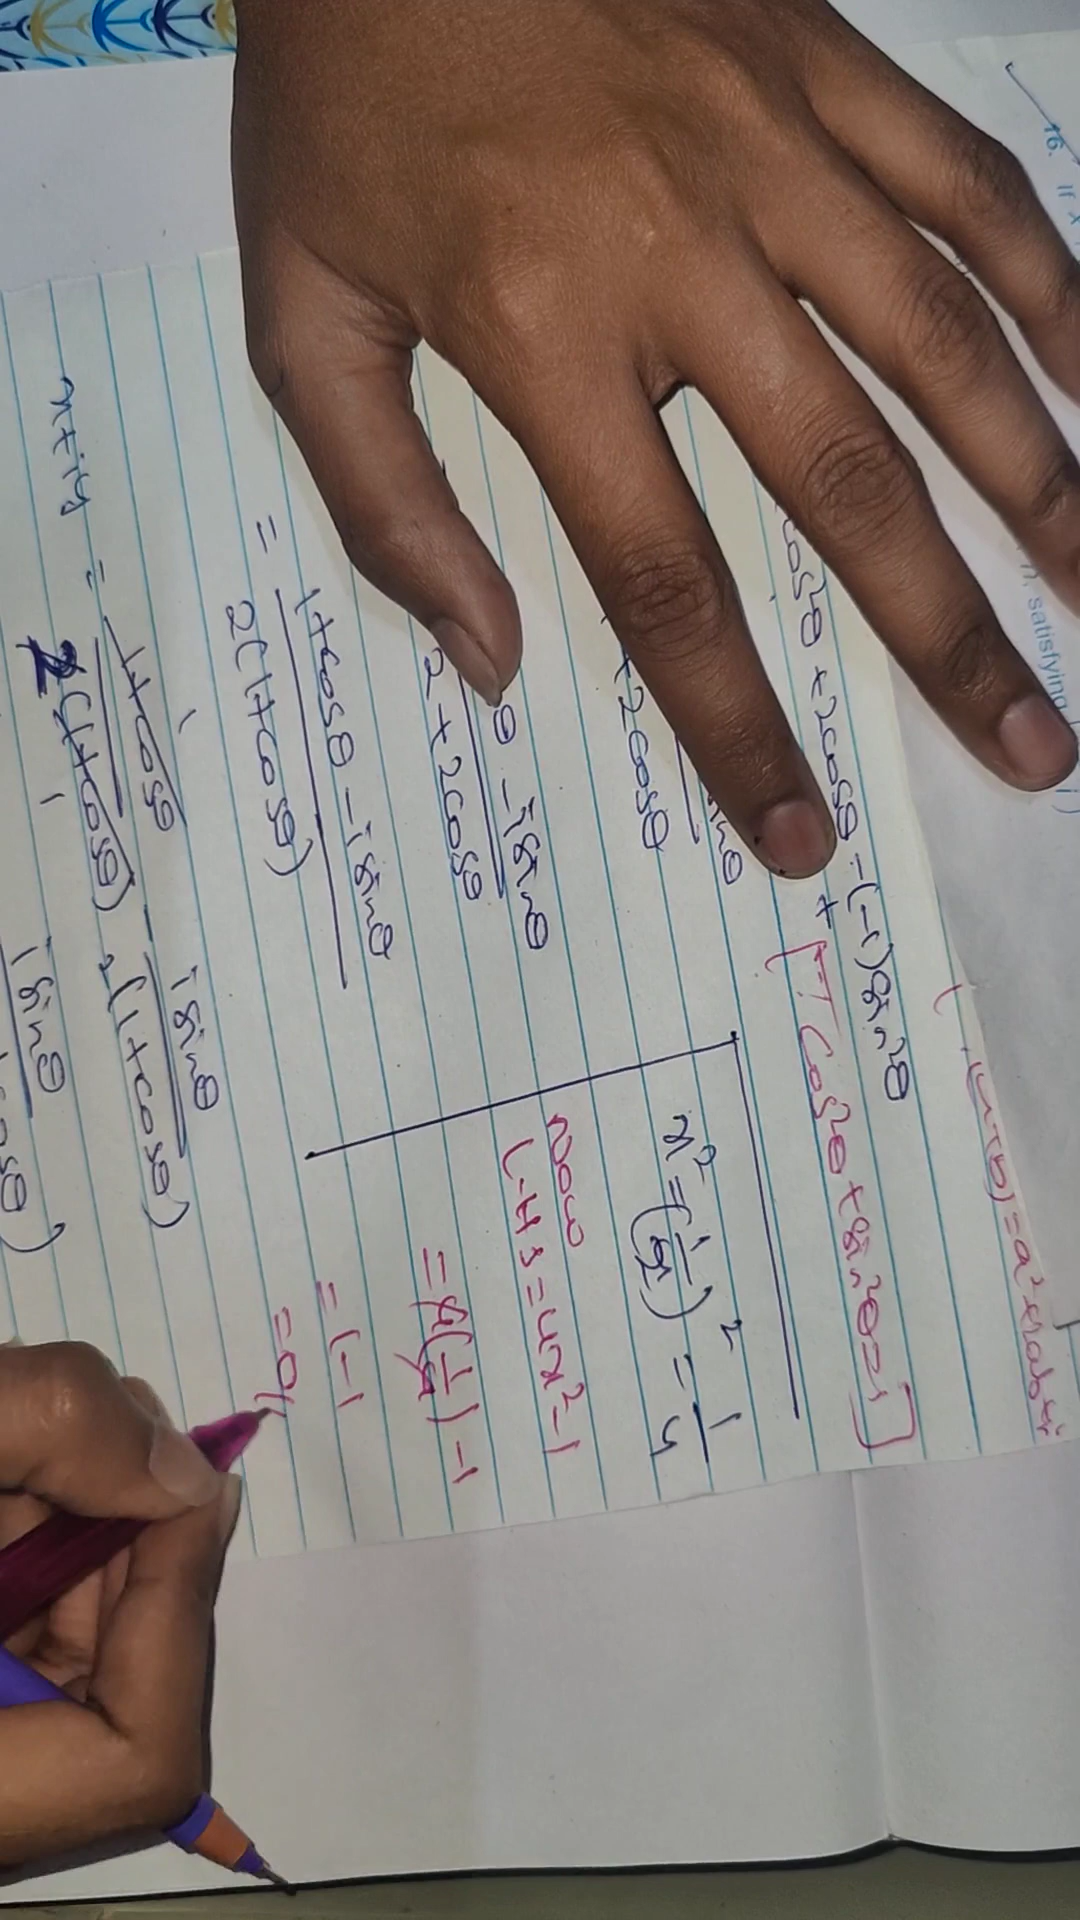 16. If x
, satisfying
(a+b)²=a²+2ab+
cos²θ + 2cosθ - (-1)sin²θ
+
[∵ cos²θ + sin²θ = 1]
sinθ
+ 2cosθ
θ - i sinθ
2 + 2cosθ
= 1+cosθ - i sinθ
2(1+cosθ)
x+iy = 1+cosθ - i sinθ
2(1+cosθ) 2(1+cosθ)
i sinθ
x² = (1/2)² = 1/4
Now
L.H.S = 4x² - 1
= 4(1/4) - 1
= 1 - 1
= 0